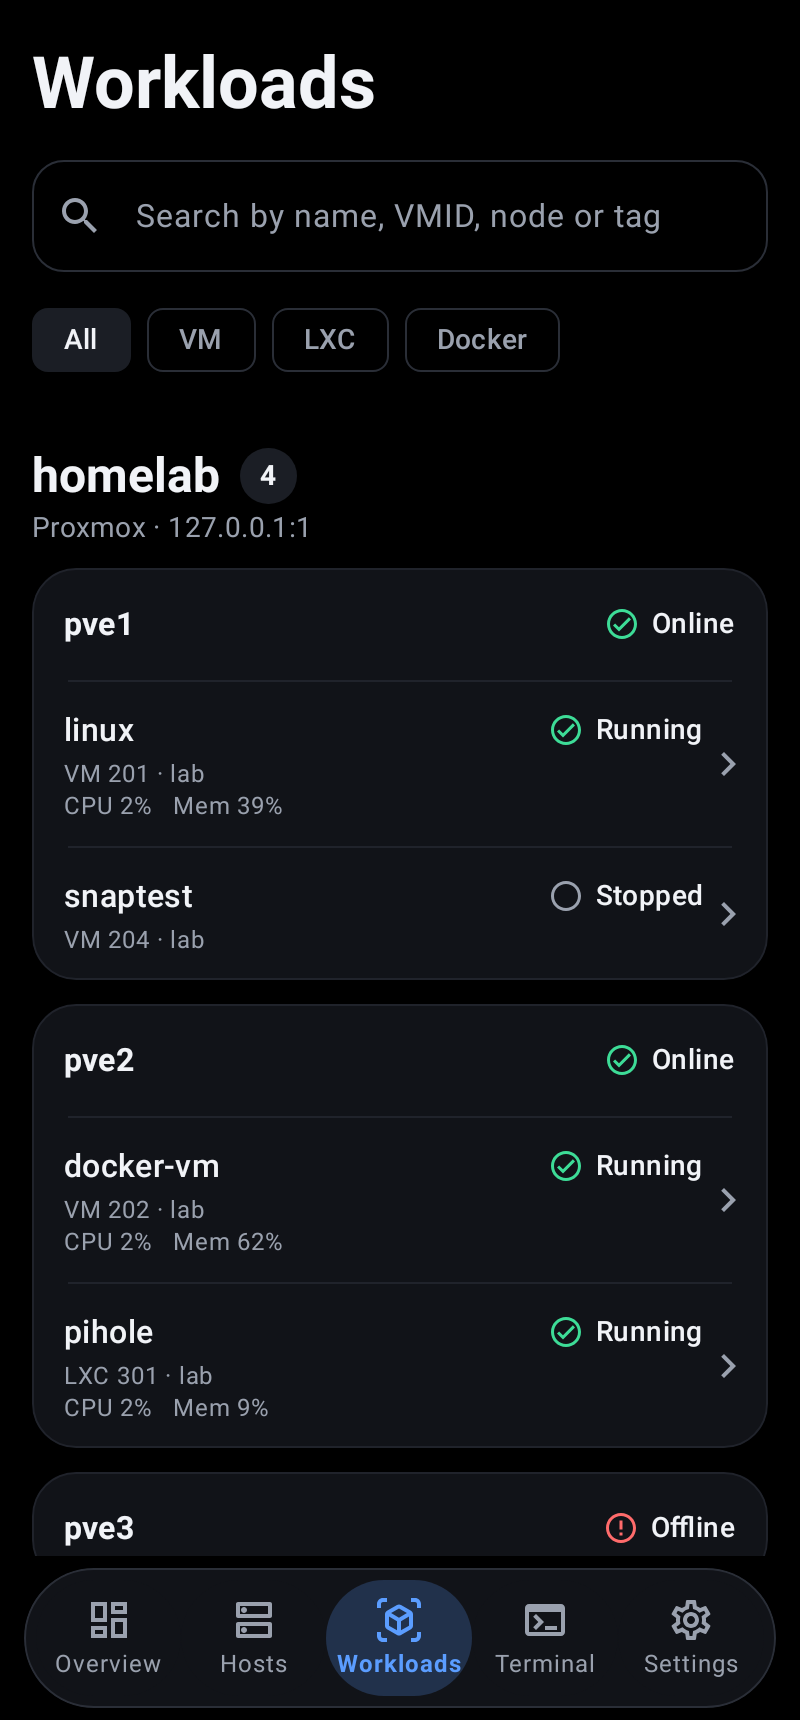 Workloads
Search by name, VMID, node or tag
All VM LXC Docker
homelab 4
Proxmox · 127.0.0.1:1
pve1 Online
linux Running
VM 201 · lab
CPU 2% Mem 39%
snaptest Stopped
VM 204 · lab
pve2 Online
docker-vm Running
VM 202 · lab
CPU 2% Mem 62%
pihole Running
LXC 301 · lab
CPU 2% Mem 9%
pve3 Offline
Overview Hosts Workloads Terminal Settings